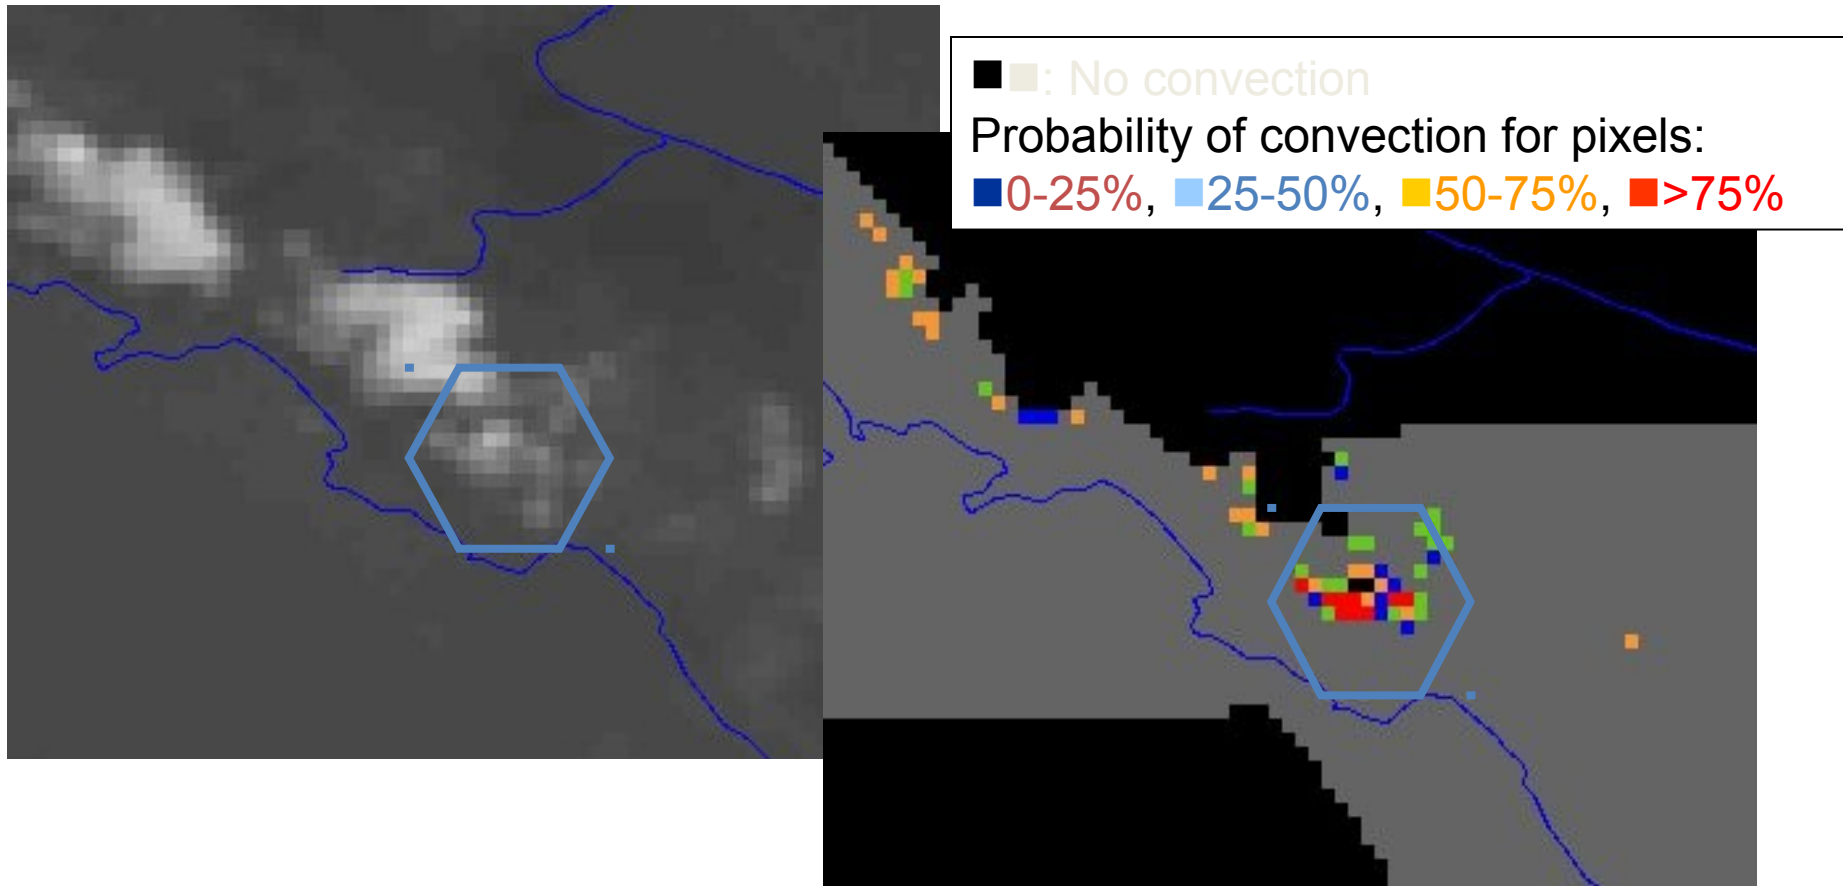 : No convection
Probability of convection for pixels:
0-25%, 25-50%, 50-75%, >75%